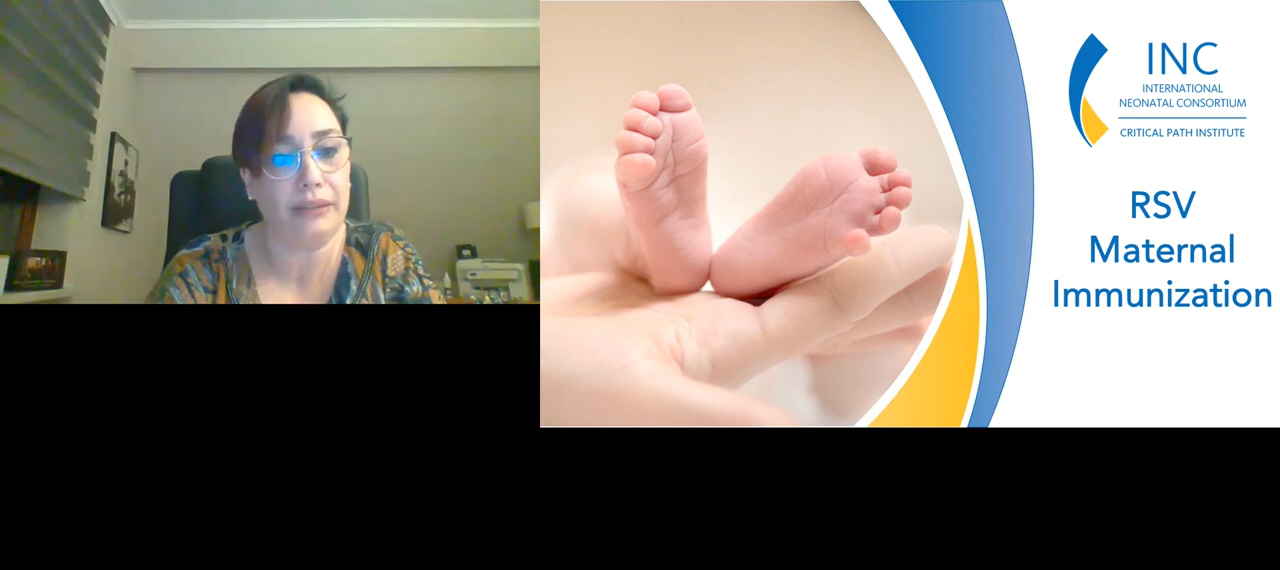 INC
INTERNATIONAL
NEONATAL CONSORTIUM
CRITICAL PATH INSTITUTE
RSV
Maternal
Immunization